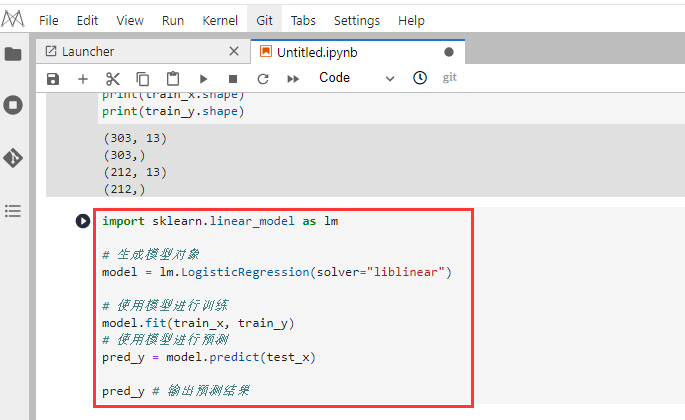 File Edit View Run Kernel Git Tabs Settings Help
Launcher
Untitled.ipynb
Code
git
print(train_x.shape)
print(train_y.shape)
(303, 13)
(303,)
(212, 13)
(212,)
import sklearn.linear_model as lm
# 生成模型对象
model = lm.LogisticRegression(solver="liblinear")
# 使用模型进行训练
model.fit(train_x, train_y)
# 使用模型进行预测
pred_y = model.predict(test_x)
pred_y # 输出预测结果